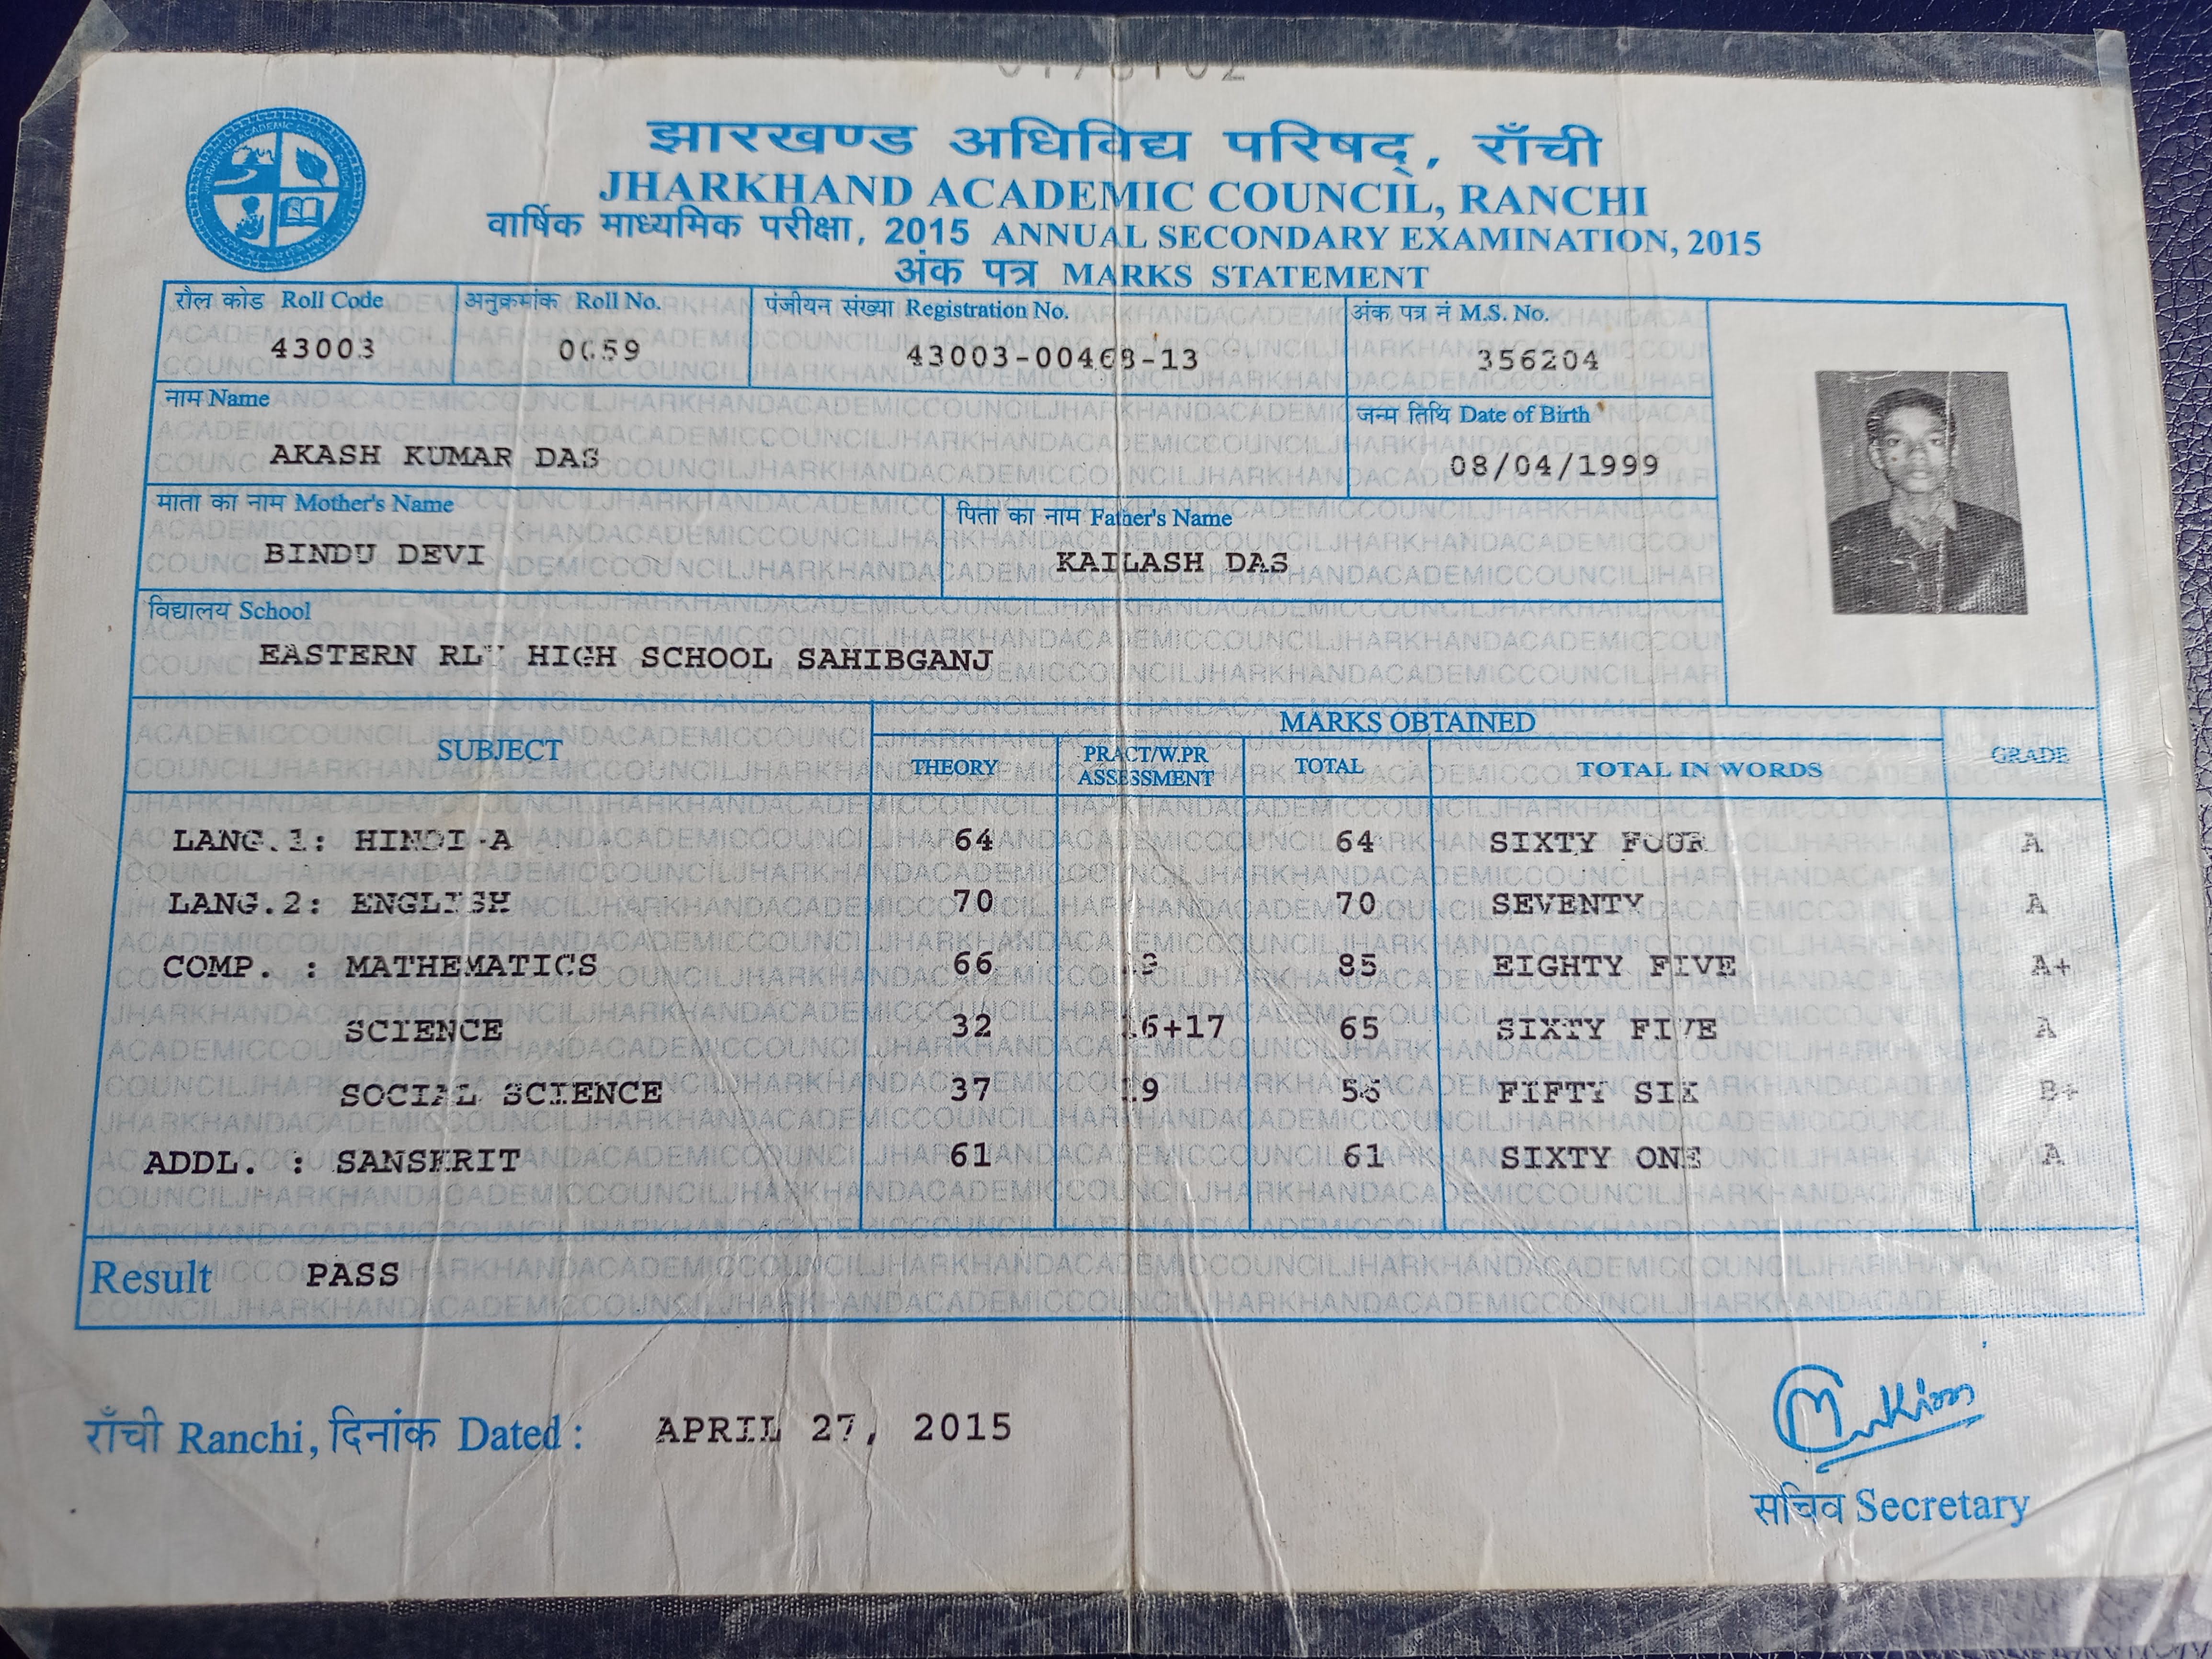 झारखण्ड अधिविद्य परिषद्, राँची
JHARKHAND ACADEMIC COUNCIL, RANCHI
वार्षिक माध्यमिक परीक्षा, 2015 ANNUAL SECONDARY EXAMINATION, 2015
अंक पत्र MARKS STATEMENT
रौल कोड Roll Code अनुक्रमांक Roll No. पंजीयन संख्या Registration No. अंक पत्र नं M.S. No.
43003 0059 43003-00468-13 356204
नाम Name जन्म तिथि Date of Birth
AKASH KUMAR DAS 08/04/1999
माता का नाम Mother's Name पिता का नाम Father's Name
BINDU DEVI KAILASH DAS
विद्यालय School
EASTERN RLY HIGH SCHOOL SAHIBGANJ
SUBJECT MARKS OBTAINED GRADE
THEORY PRACT/W.PR ASSESSMENT TOTAL TOTAL IN WORDS
LANG.1: HINDI-A 64 64 SIXTY FOUR A
LANG.2: ENGLISH 70 70 SEVENTY A
COMP. : MATHEMATICS 66 19 85 EIGHTY FIVE A+
SCIENCE 32 16+17 65 SIXTY FIVE A
SOCIAL SCIENCE 37 19 56 FIFTY SIX B+
ADDL. : SANSKRIT 61 61 SIXTY ONE A
Result PASS
राँची Ranchi, दिनांक Dated : APRIL 27, 2015
सचिव Secretary